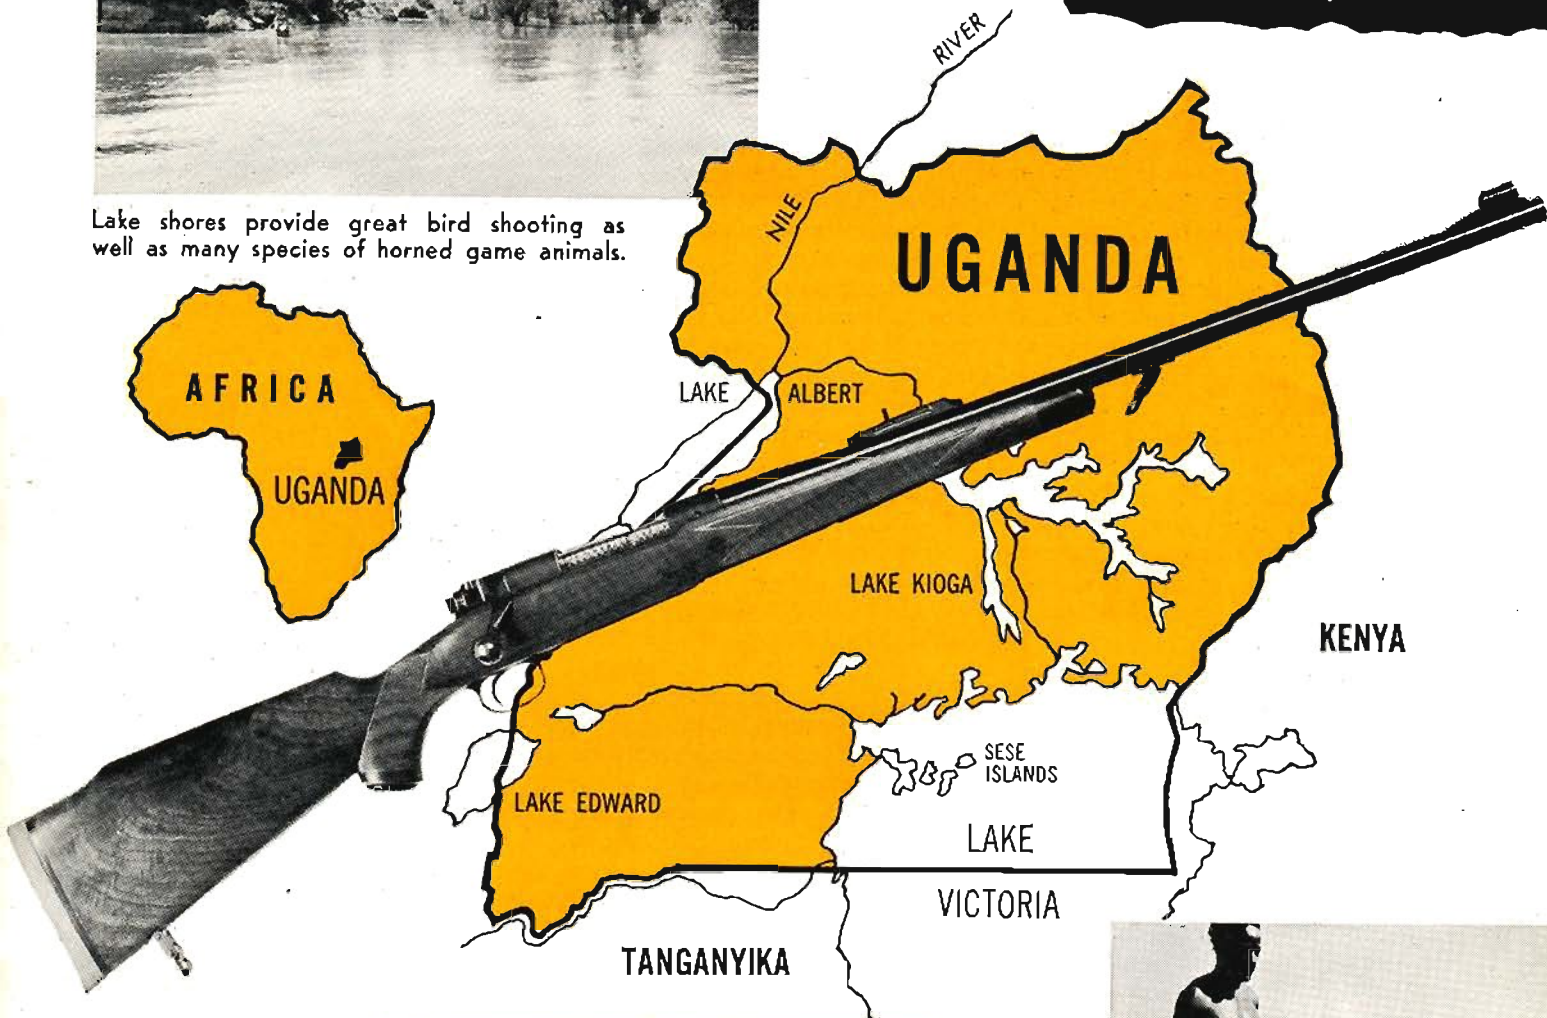 RIVER
Lake shores provide great bird shooting as
well as many species of horned game animals.
NILE
UGANDA
AFRICA
UGANDA
LAKE ALBERT
LAKE KIOGA
KENYA
SESE
ISLANDS
LAKE EDWARD
LAKE
VICTORIA
TANGANYIKA